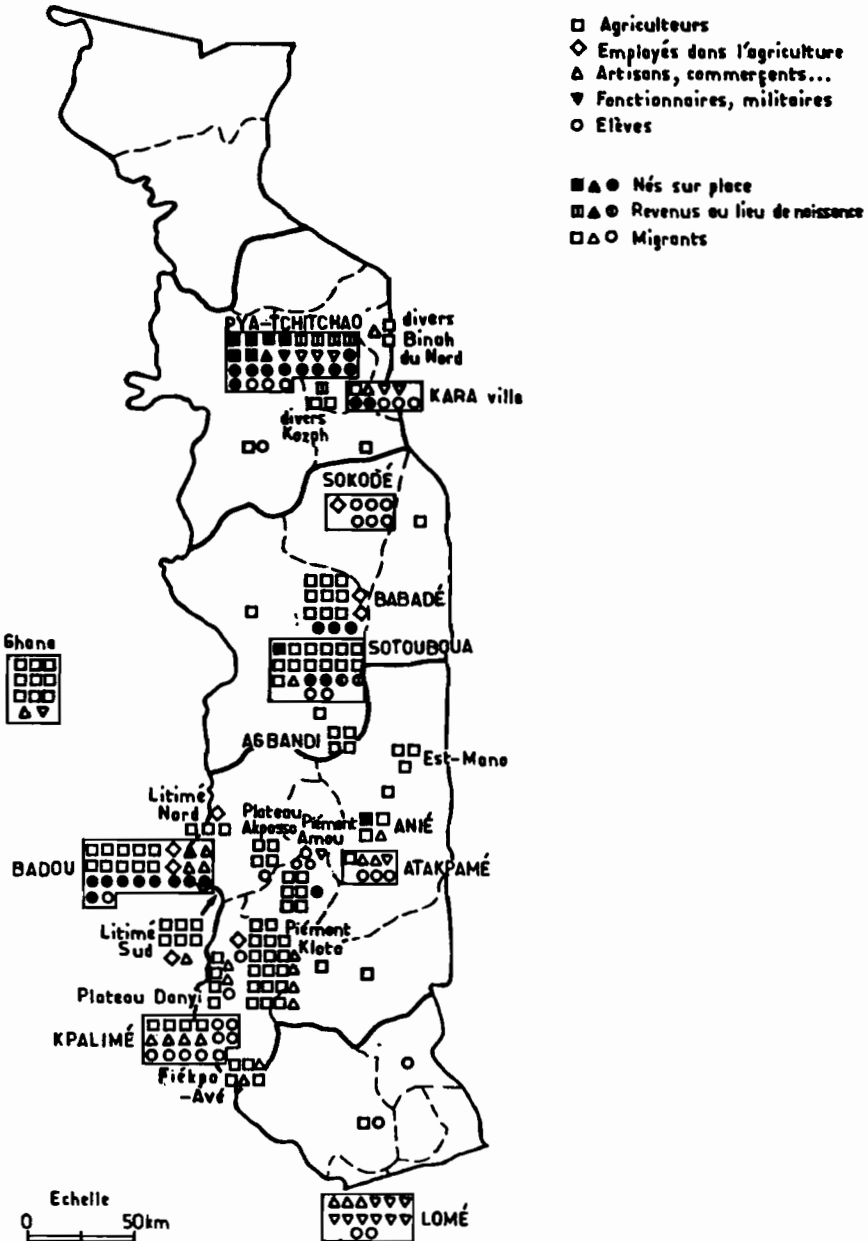 Agriculteurs
Employés dans l'agriculture
Artisans, commerçents...
Fonctionnaires, militaires
Elèves
Nés sur place
Revenus au lieu de naissance
Migrants
PYA-TCHITCHAO
divers
Binah
du Nord
KARA ville
divers
Kozah
SOKODÉ
BABADÉ
Ghana
SOTOUBOUA
AGBANDI
Est-Mono
Litimé
Nord
Plateau
Akposso
Piémont
Amou
ANIÉ
BADOU
ATAKPAMÉ
Litimé
Sud
Piémont
Kloto
Plateau Danyi
KPALIMÉ
Fiékpo
-Avé
Echelle
0 50km
LOMÉ